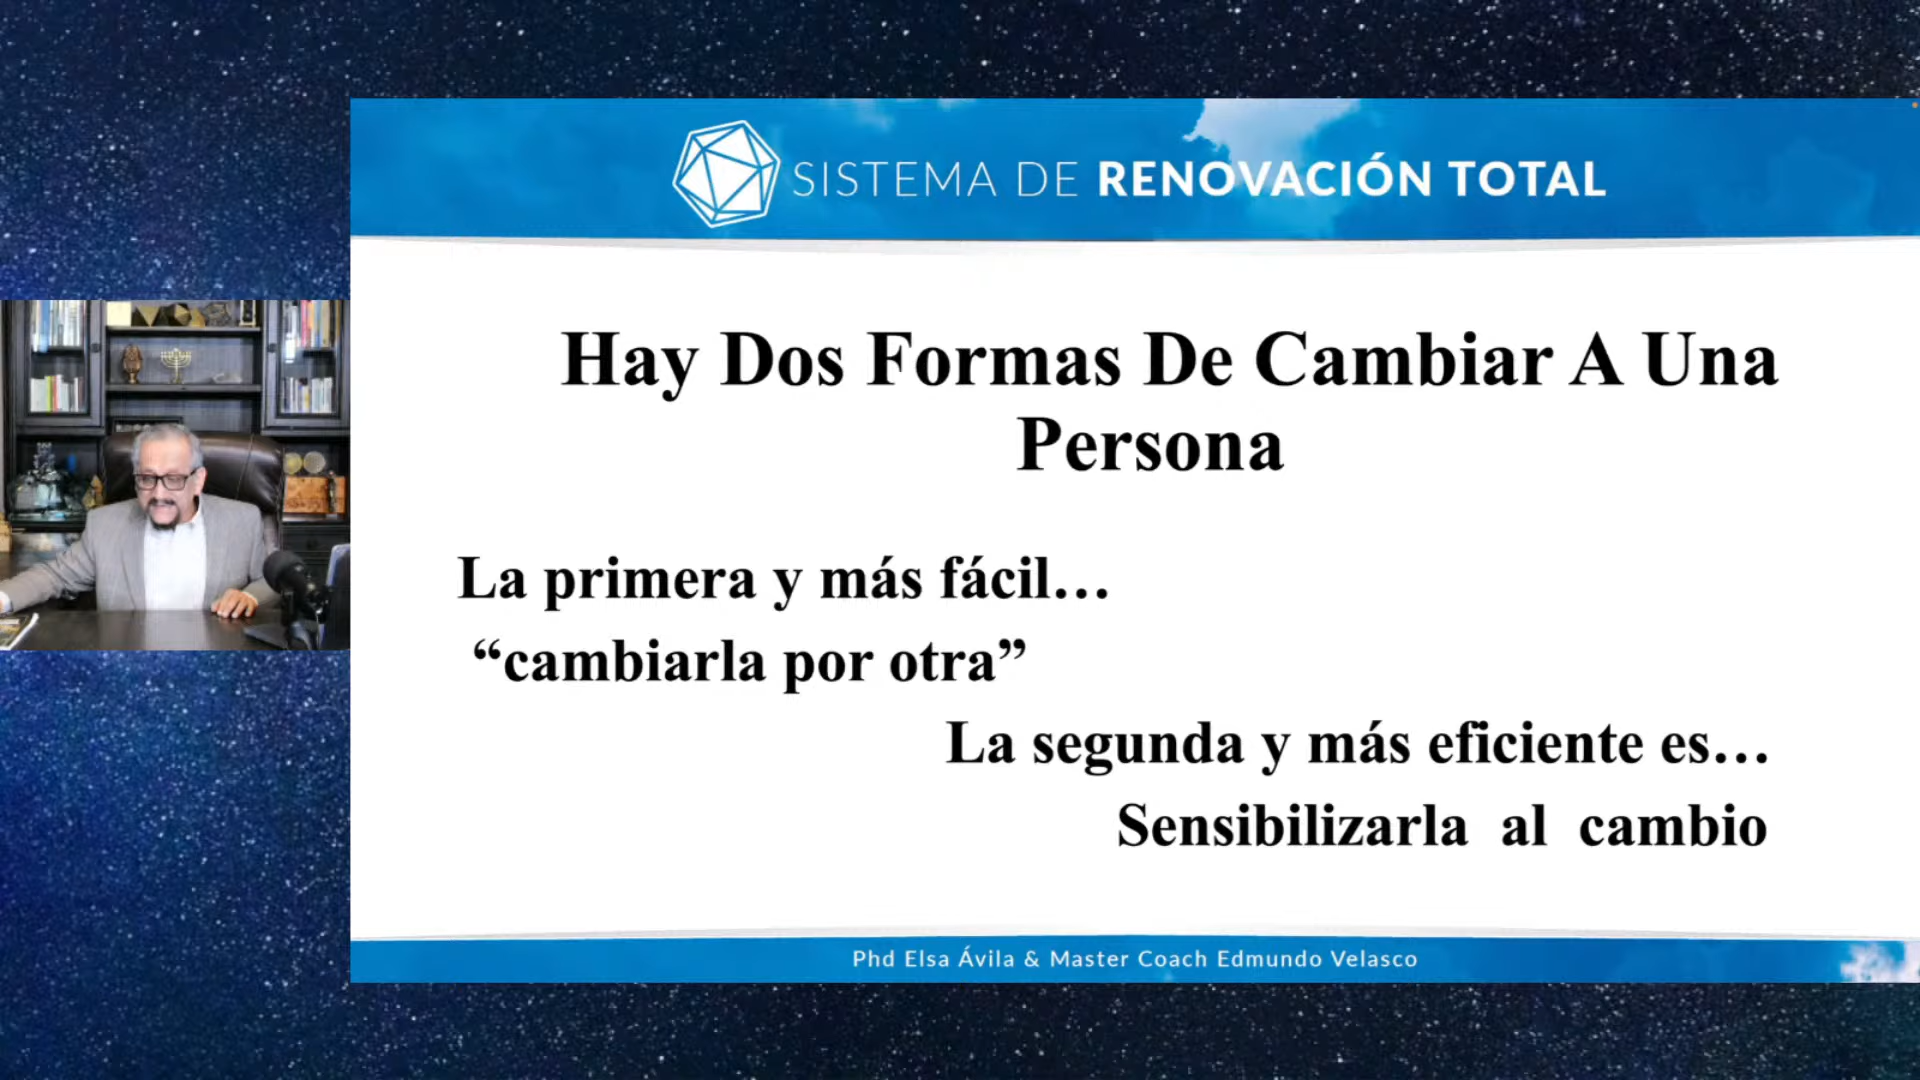 SISTEMA DE RENOVACIÓN TOTAL
Hay Dos Formas De Cambiar A Una
Persona
La primera y más fácil…
“cambiarla por otra”
La segunda y más eficiente es…
Sensibilizarla al cambio
Phd Elsa Ávila & Master Coach Edmundo Velasco